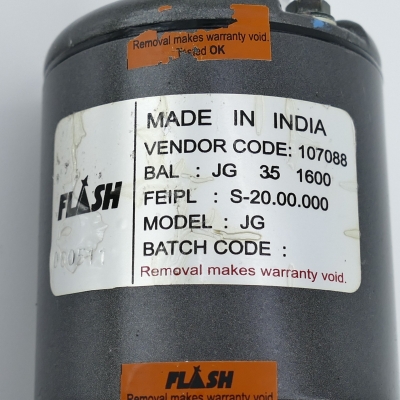 Removal makes warranty void.
Tested OK
MADE IN INDIA
VENDOR CODE: 107088
BAL : JG 35 1600
FEIPL : S-20.00.000
FLASH
MODEL : JG
BATCH CODE :
Removal makes warranty void.
FLASH
Removal makes warranty void